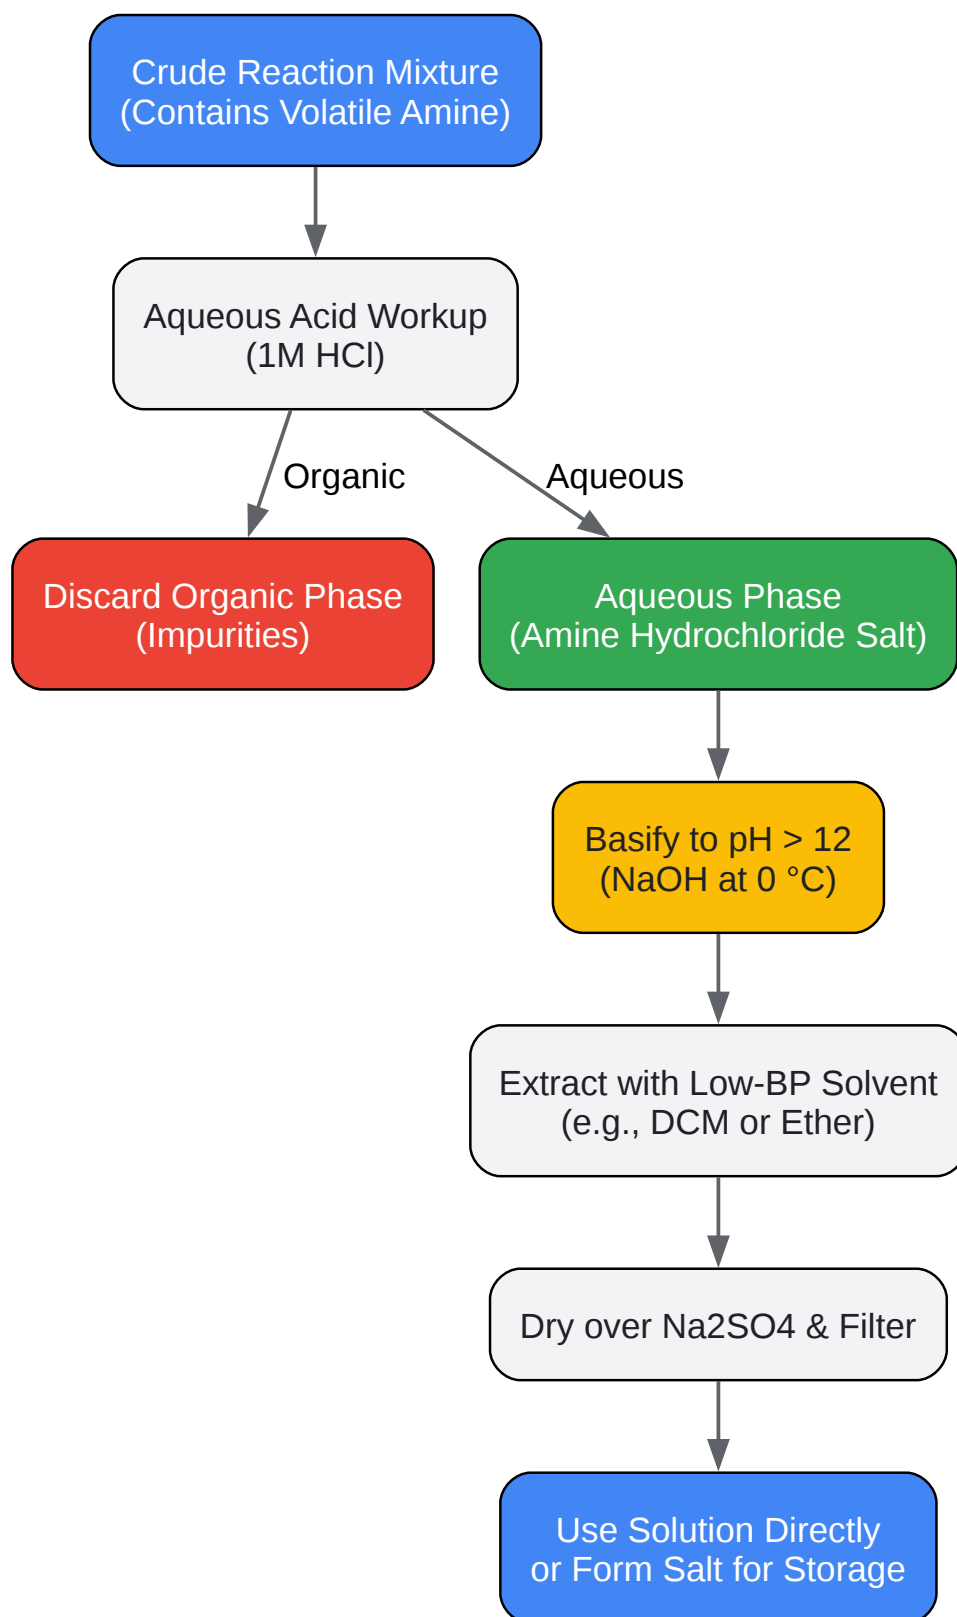 Crude Reaction Mixture
(Contains Volatile Amine)
Aqueous Acid Workup
(1M HCl)
Organic
Aqueous
Discard Organic Phase
(Impurities)
Aqueous Phase
(Amine Hydrochloride Salt)
Basify to pH > 12
(NaOH at 0 °C)
Extract with Low-BP Solvent
(e.g., DCM or Ether)
Dry over Na2SO4 & Filter
Use Solution Directly
or Form Salt for Storage